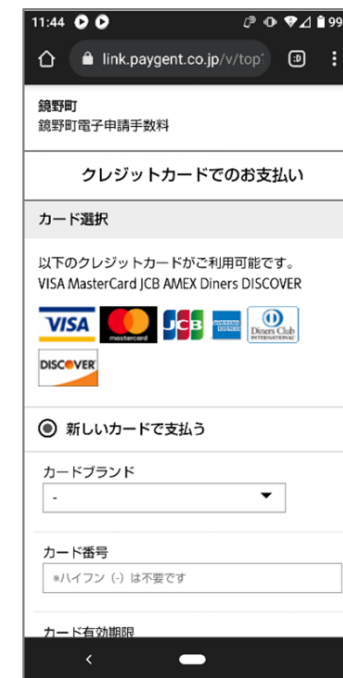 11:44 99
link.paygent.co.jp/v/top
鏡野町
鏡野町電子申請手数料
クレジットカードでのお支払い
カード選択
以下のクレジットカードがご利用可能です。
VISA MasterCard JCB AMEX Diners DISCOVER
VISA mastercard JCB AMERICAN EXPRESS Diners Club INTERNATIONAL
DISCOVER
新しいカードで支払う
カードブランド
-
カード番号
※ハイフン (-) は不要です
カード有効期限